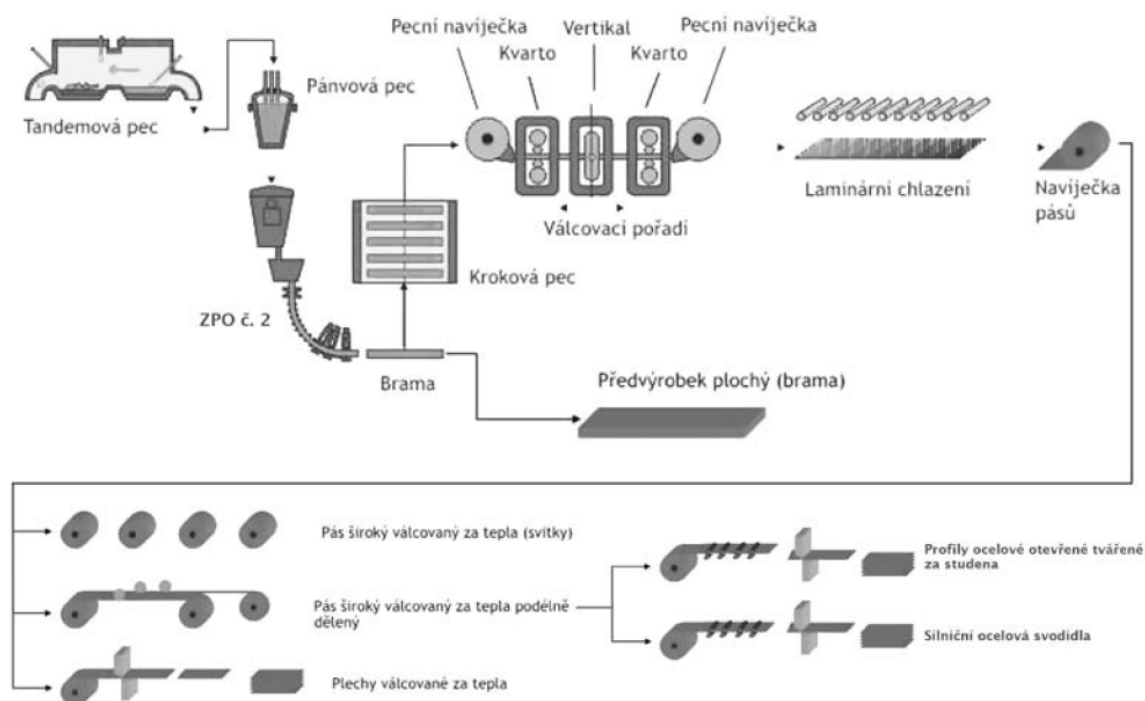 Pecní navíječka
Vertikal
Pecní navíječka
Kvarto
Kvarto
Pánvová pec
Tandemová pec
Laminární chlazení
Navíječka
pásů
Válcovací pořadí
Kroková pec
ZPO č. 2
Brama
Předvýrobek plochý (brama)
Pás široký válcovaný za tepla (svitky)
Profily ocelové otevřené tvářené
za studena
Pás široký válcovaný za tepla podélně
dělený
Silniční ocelová svodidla
Plechy válcované za tepla